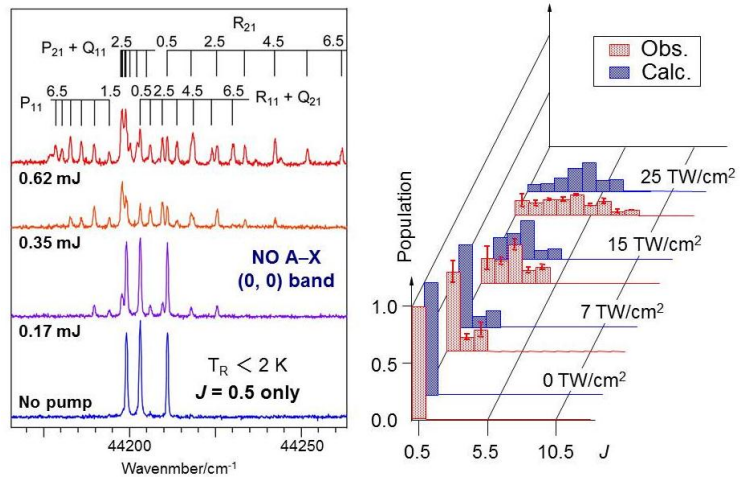 R21
P21 + Q11
2.5 0.5 2.5 4.5 6.5
P11
6.5 1.5 0.5 2.5 4.5 6.5
R11 + Q21
0.62 mJ
0.35 mJ
NO A–X
(0, 0) band
0.17 mJ
TR < 2 K
J = 0.5 only
No pump
44200 44250
Wavenmber/cm-1
Obs.
Calc.
25 TW/cm2
15 TW/cm2
7 TW/cm2
0 TW/cm2
Population
1.0
0.5
0.0
0.5 5.5 10.5 J